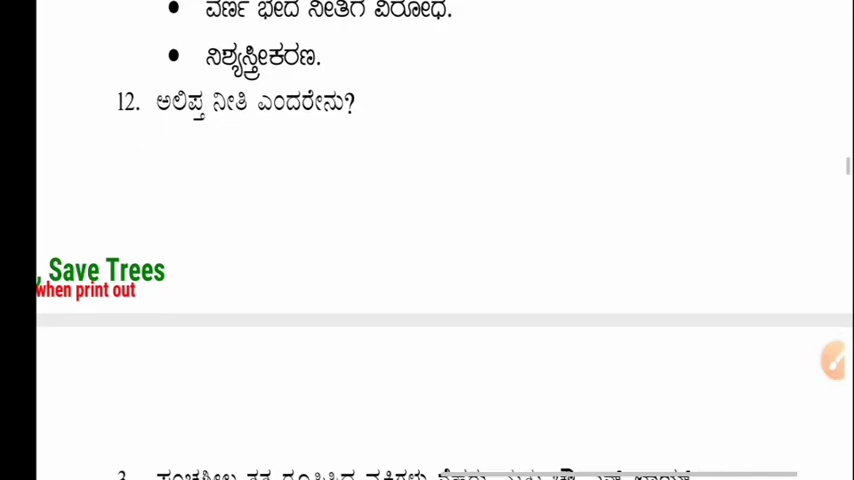 • ವರ್ಣ ಭೇದ ನೀತಿಗೆ ವಿರೋಧ.
• ನಿಶ್ಯಸ್ತ್ರೀಕರಣ.
12. ಅಲಿಪ್ತ ನೀತಿ ಎಂದರೇನು?
, Save Trees
when print out